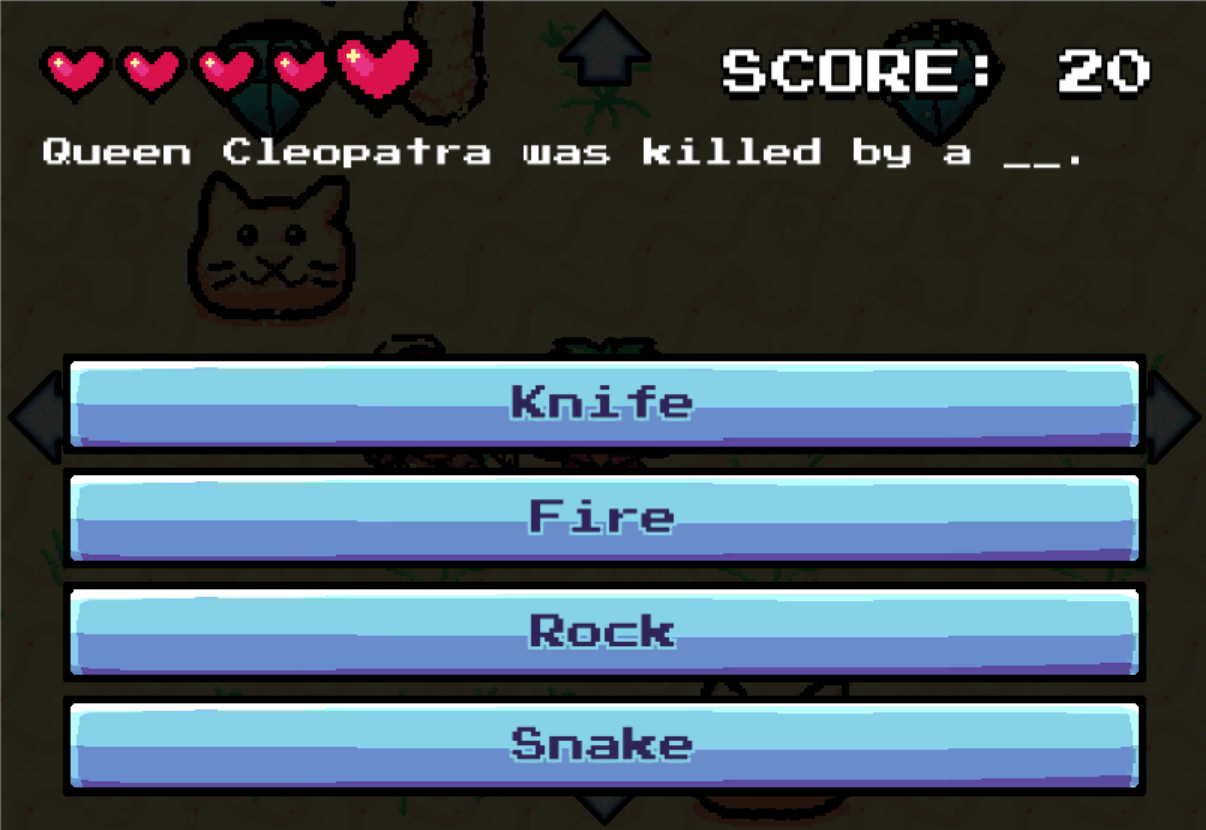 SCORE: 20
Queen Cleopatra was killed by a __.
Knife
Fire
Rock
Snake